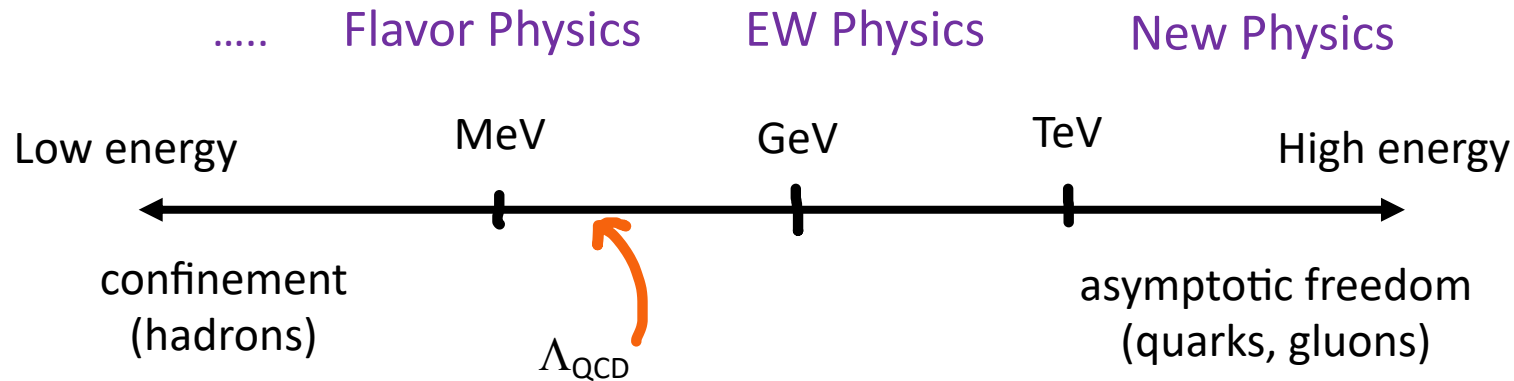 ..... Flavor Physics EW Physics New Physics
Low energy MeV GeV TeV High energy
confinement
(hadrons)
Λ_QCD
asymptotic freedom
(quarks, gluons)